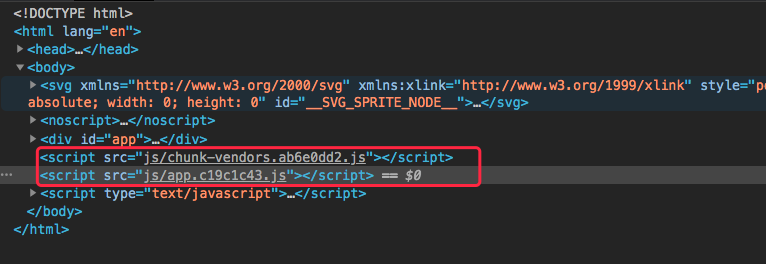 <!DOCTYPE html>
<html lang="en">
<head>…</head>
<body>
<svg xmlns="http://www.w3.org/2000/svg" xmlns:xlink="http://www.w3.org/1999/xlink" style="po
absolute; width: 0; height: 0" id="__SVG_SPRITE_NODE__">…</svg>
<noscript>…</noscript>
<div id="app">…</div>
<script src="js/chunk-vendors.ab6e0dd2.js"></script>
<script src="js/app.c19c1c43.js"></script> == $0
<script type="text/javascript">…</script>
</body>
</html>